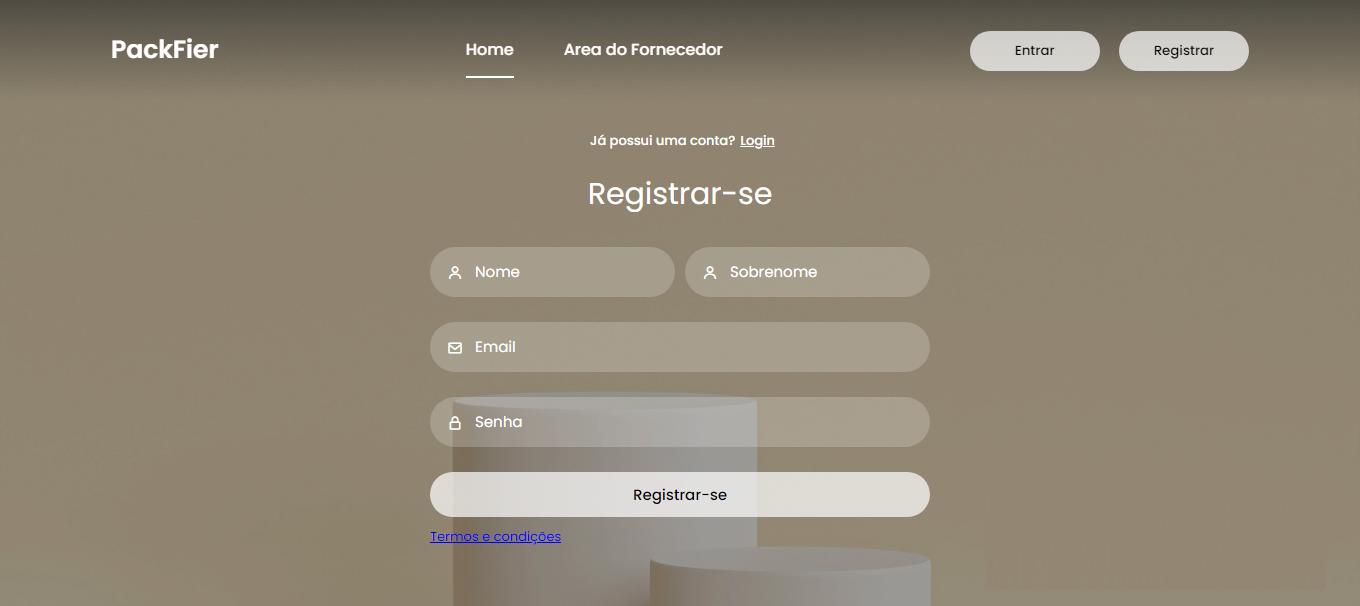 PackFier
Home
Area do Fornecedor
Entrar
Registrar
Já possui uma conta? Login
Registrar-se
Nome
Sobrenome
Email
Senha
Registrar-se
Termos e condições